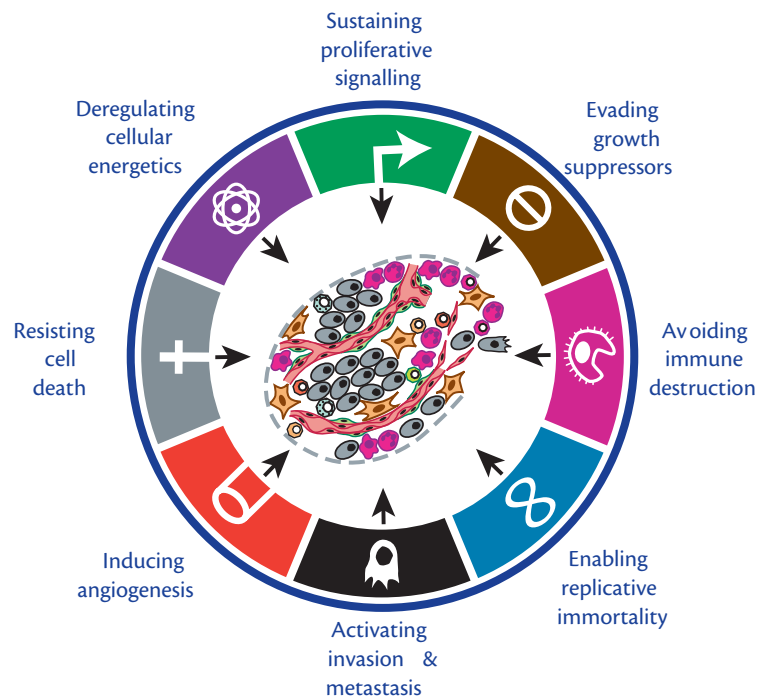 Sustaining
proliferative
signalling
Deregulating
cellular
energetics
Evading
growth
suppressors
Resisting
cell
death
Avoiding
immune
destruction
Inducing
angiogenesis
Enabling
replicative
immortality
Activating
invasion &
metastasis